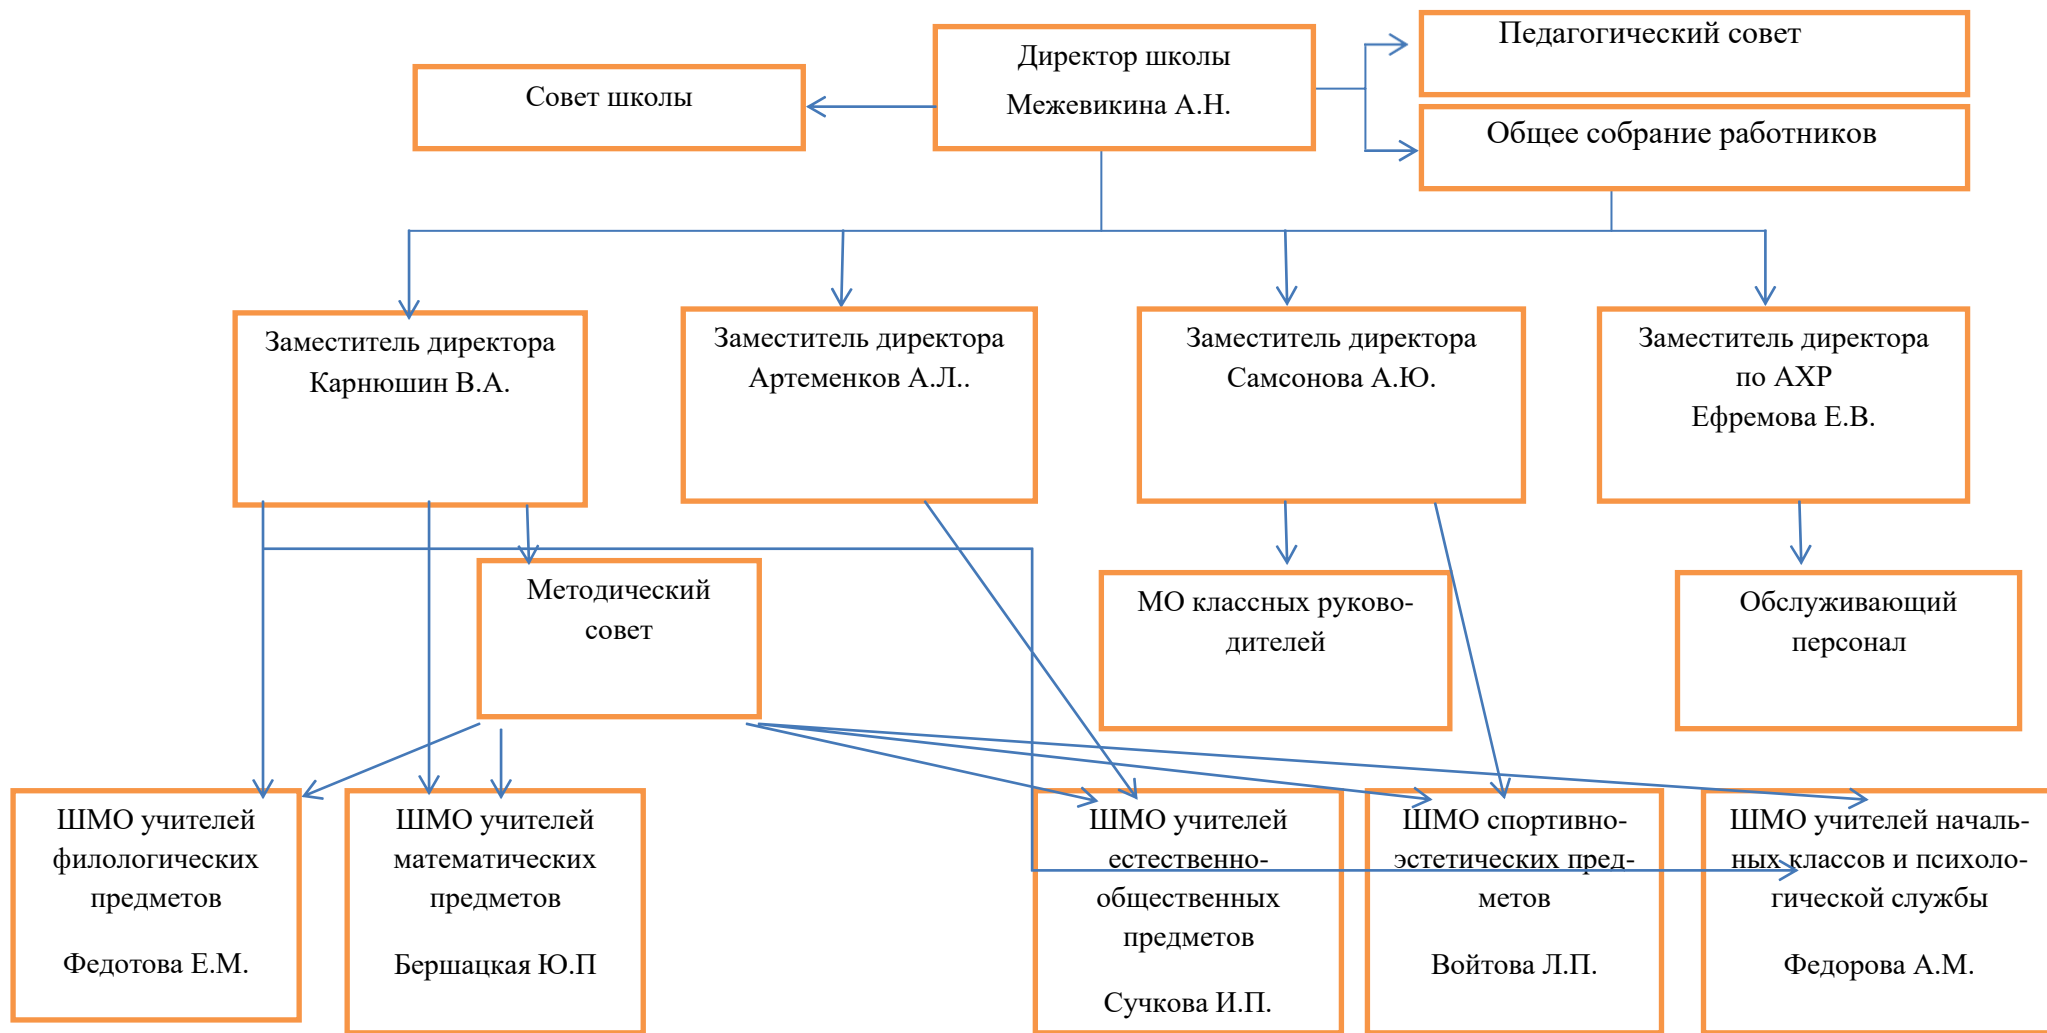 Педагогический совет
Директор школы
Межевикина А.Н.
Совет школы
Общее собрание работников
Заместитель директора
Карнюшин В.А.
Заместитель директора
Артеменков А.Л..
Заместитель директора
Самсонова А.Ю.
Заместитель директора
по АХР
Ефремова Е.В.
Методический
совет
МО классных руково-
дителей
Обслуживающий
персонал
ШМО учителей
филологических
предметов
Федотова Е.М.
ШМО учителей
математических
предметов
Бершацкая Ю.П
ШМО учителей
естественно-
общественных
предметов
Сучкова И.П.
ШМО спортивно-
эстетических пред-
метов
Войтова Л.П.
ШМО учителей началь-
ных классов и психоло-
гической службы
Федорова А.М.